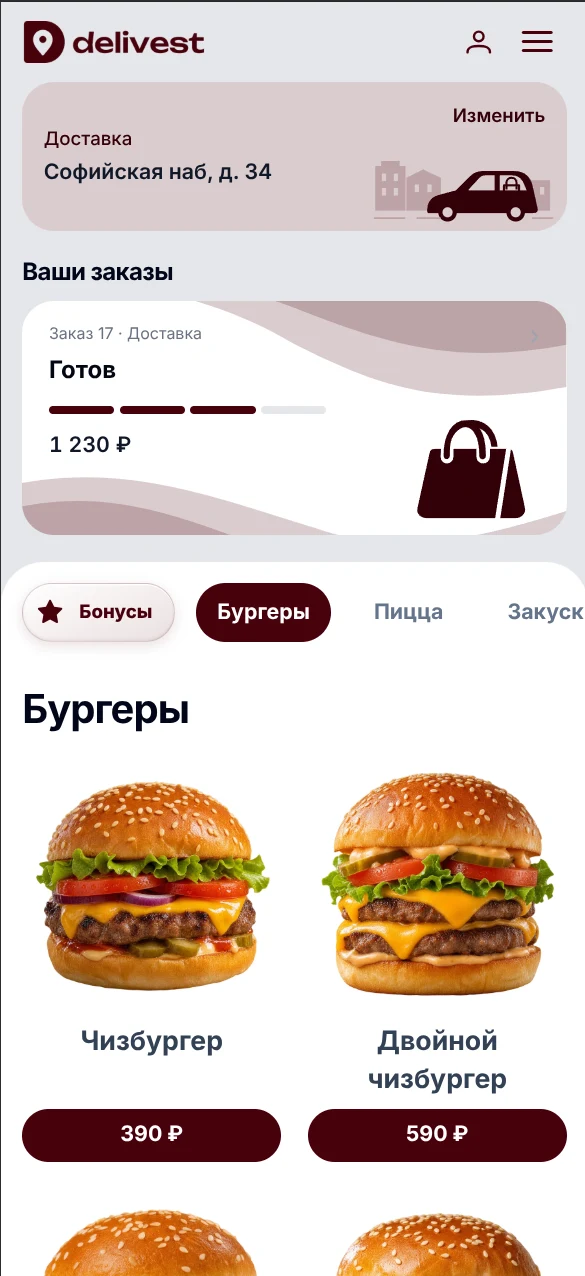 delivest
Изменить
Доставка
Софийская наб, д. 34
Ваши заказы
Заказ 17 · Доставка
Готов
1 230 ₽
Бонусы
Бургеры
Пицца
Закуск
Бургеры
Чизбургер
Двойной
чизбургер
390 ₽
590 ₽